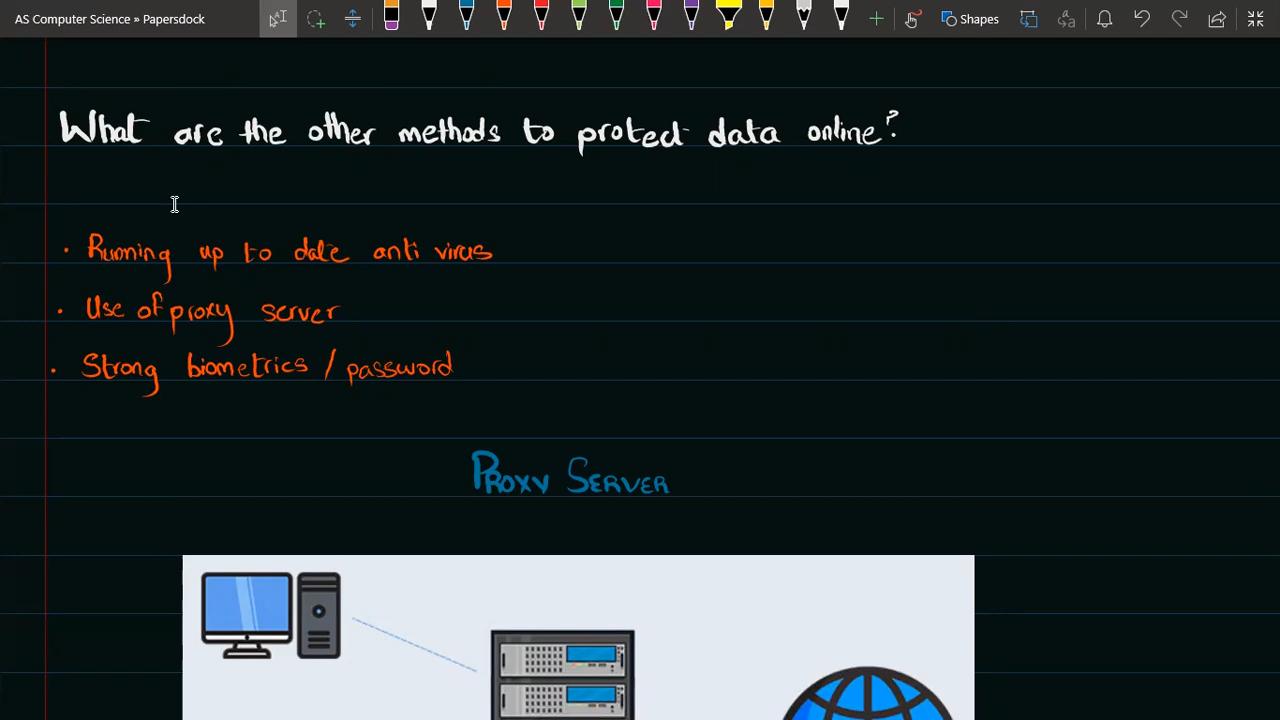 AS Computer Science » Papersdock
Shapes
What are the other methods to protect data online?
· Running up to date anti virus
· Use of proxy server
· Strong biometrics / password
PROXY SERVER